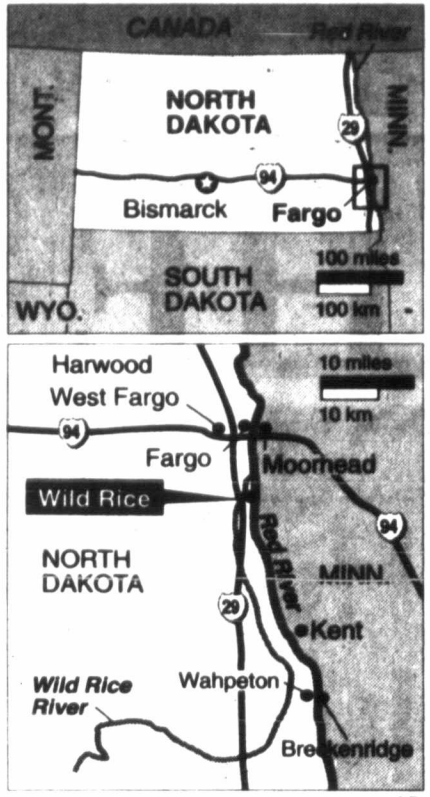 CANADA
Red River
MONT.
NORTH
DAKOTA
MINN.
29
94
Bismarck
Fargo
100 miles
100 km
SOUTH
DAKOTA
WYO.
Harwood
West Fargo
10 miles
10 km
94
Fargo
Moorhead
Wild Rice
Red River
94
NORTH
DAKOTA
MINN.
29
Kent
Wild Rice
River
Wahpeton
Breckenridge